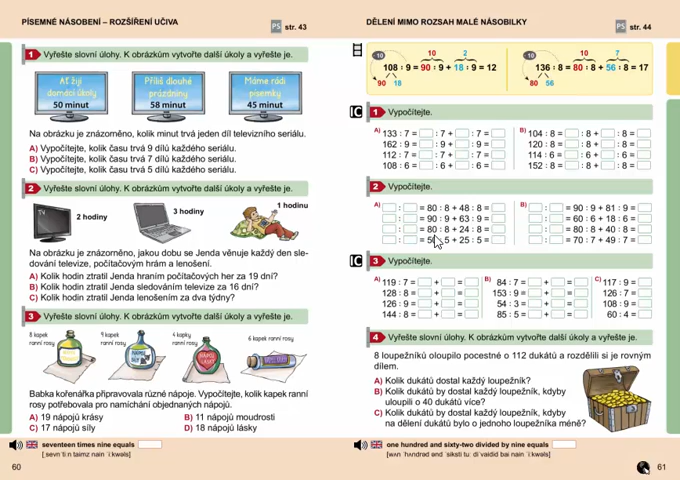 PÍSEMNÉ NÁSOBENÍ – ROZŠÍŘENÍ UČIVA
PS str. 43
1 Vyřešte slovní úlohy. K obrázkům vytvořte další úkoly a vyřešte je.
Ať žijí
domácí úkoly
50 minut
Příliš dlouhé
prázdniny
58 minut
Máme rádi
písemky
45 minut
Na obrázku je znázorněno, kolik minut trvá jeden díl televizního seriálu.
A) Vypočítejte, kolik času trvá 9 dílů každého seriálu.
B) Vypočítejte, kolik času trvá 7 dílů každého seriálu.
C) Vypočítejte, kolik času trvá 5 dílů každého seriálu.
2 Vyřešte slovní úlohy. K obrázkům vytvořte další úkoly a vyřešte je.
TV
2 hodiny
3 hodiny
1 hodinu
Na obrázku je znázorněno, jakou dobu se Jenda věnuje každý den sle-
dování televize, počítačovým hrám a lenošení.
A) Kolik hodin ztratil Jenda hraním počítačových her za 19 dní?
B) Kolik hodin ztratil Jenda sledováním televize za 16 dní?
C) Kolik hodin ztratil Jenda lenošením za dva týdny?
3 Vyřešte slovní úlohy. K obrázkům vytvořte další úkoly a vyřešte je.
8 kapek
ranní rosy
9 kapek
ranní rosy
4 kapky
ranní rosy
6 kapek ranní rosy
Babka kořenářka připravovala různé nápoje. Vypočítejte, kolik kapek ranní
rosy potřebovala pro namíchání objednaných nápojů.
A) 19 nápojů krásy
B) 11 nápojů moudrosti
C) 17 nápojů síly
D) 18 nápojů lásky
seventeen times nine equals
60
DĚLENÍ MIMO ROZSAH MALÉ NÁSOBILKY
PS str. 44
10 10 2
108 : 9 = 90 : 9 + 18 : 9 = 12
90 18
10 10 7
136 : 8 = 80 : 8 + 56 : 8 = 17
80 56
1 Vypočítejte.
A) 133 : 7 = : 7 + : 7 =
162 : 9 = : 9 + : 9 =
112 : 7 = : 7 + : 7 =
108 : 6 = : 6 + : 6 =
B) 104 : 8 = : 8 + : 8 =
120 : 8 = : 8 + : 8 =
114 : 6 = : 6 + : 6 =
152 : 8 = : 8 + : 8 =
2 Vypočítejte.
A) : = 80 : 8 + 48 : 8 =
: = 90 : 9 + 63 : 9 =
: = 80 : 8 + 24 : 8 =
: = 50 : 5 + 25 : 5 =
B) : = 90 : 9 + 81 : 9 =
: = 60 : 6 + 18 : 6 =
: = 80 : 8 + 40 : 8 =
: = 70 : 7 + 49 : 7 =
3 Vypočítejte.
A) 119 : 7 = + =
128 : 8 = + =
126 : 9 = + =
144 : 8 = + =
B) 84 : 7 = + =
153 : 9 = + =
54 : 3 = + =
85 : 5 = + =
C) 117 : 9 =
126 : 7 =
108 : 9 =
60 : 4 =
4 Vyřešte slovní úlohy. K obrázkům vytvořte další úkoly a vyřešte je.
8 loupežníků oloupilo pocestné o 112 dukátů a rozdělili si je rovným
dílem.
A) Kolik dukátů dostal každý loupežník?
B) Kolik dukátů by dostal každý loupežník, kdyby
uloupili o 40 dukátů více?
C) Kolik dukátů by dostal každý loupežník, kdyby
na dělení dukátů bylo o jednoho loupežníka méně?
one hundred and sixty-two divided by nine equals
61